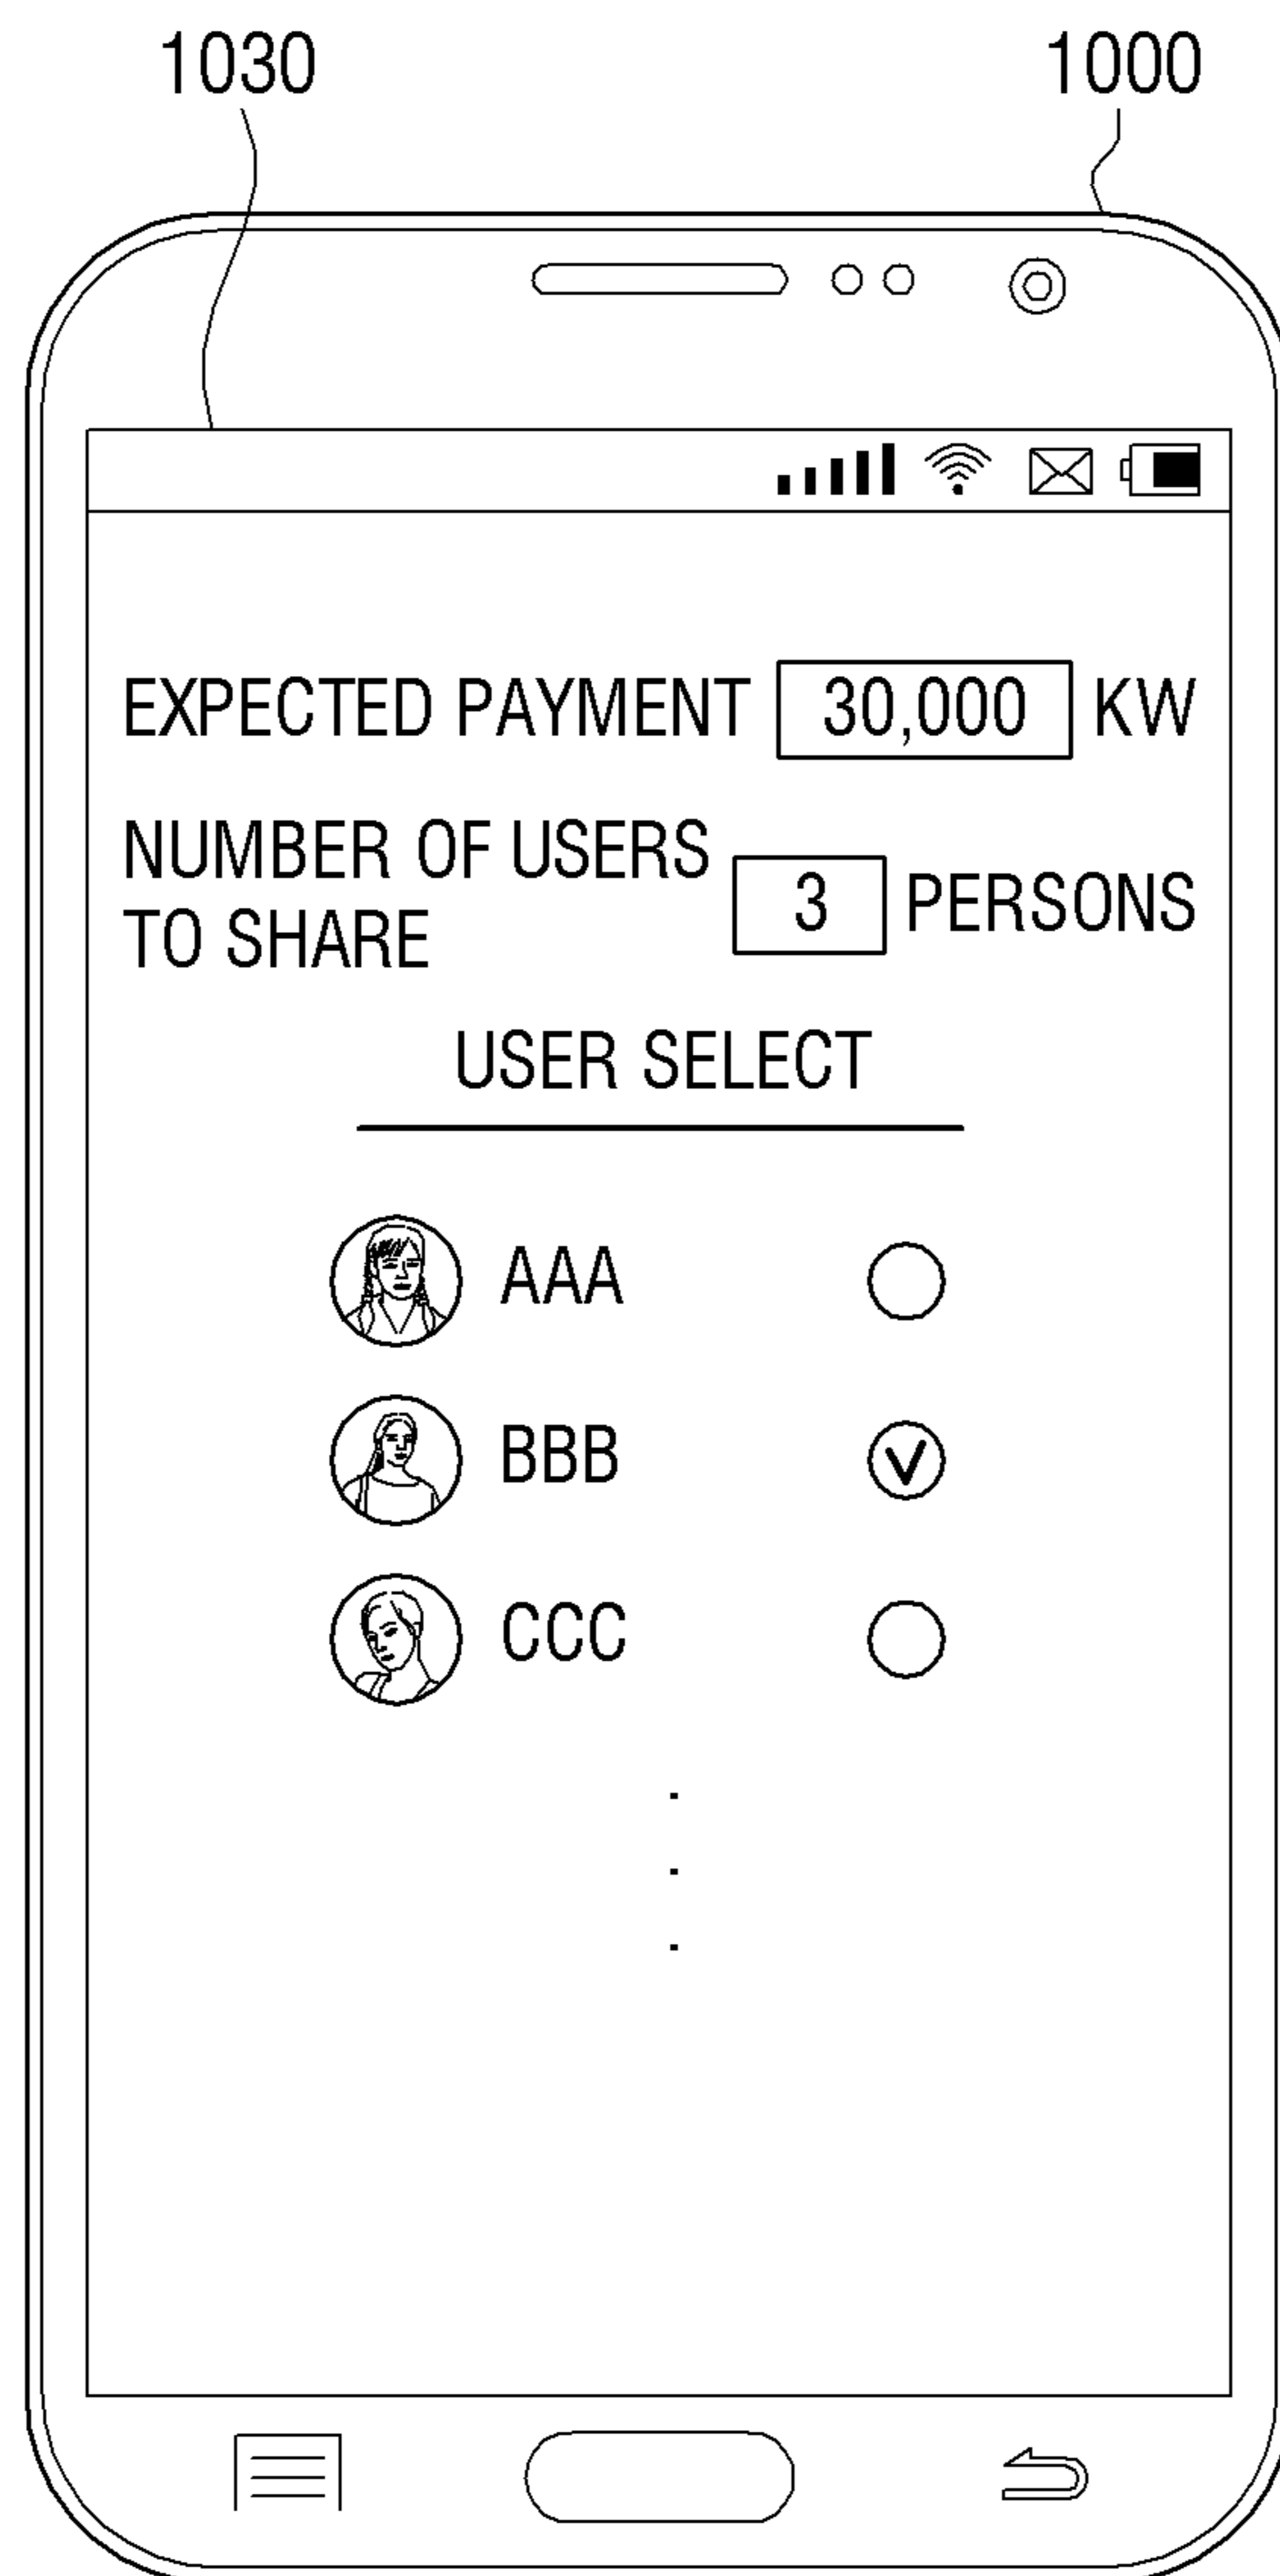 1030 1000
EXPECTED PAYMENT 30,000 KW
NUMBER OF USERS
TO SHARE 3 PERSONS
USER SELECT
AAA
BBB
CCC